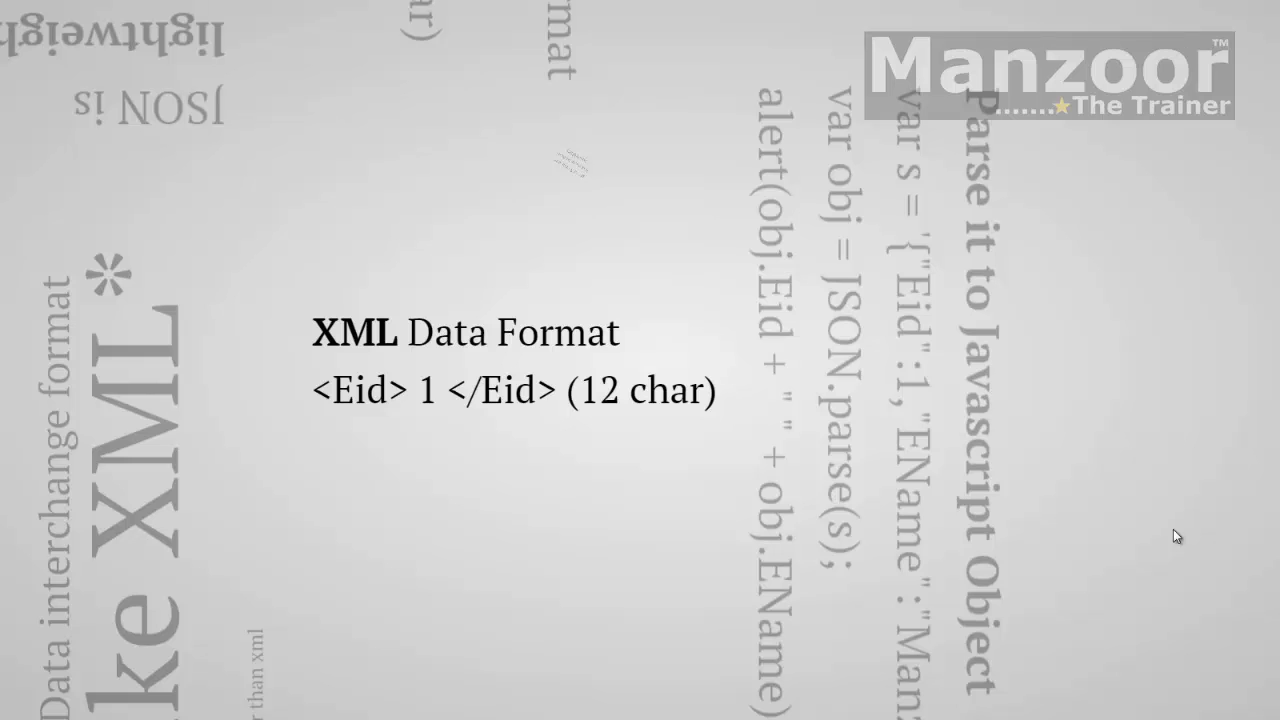 lightweigh
JSON is
ar)
rmat
Manzoor™
.......★The Trainer
XML Data Format
<Eid> 1 </Eid> (12 char)
Data interchange format
ke XML*
r than xml
alert(obj.Eid + " " + obj.EName)
var obj = JSON.parse(s);
var s = '{"Eid":1,"EName":"Man
Parse it to Javascript Object